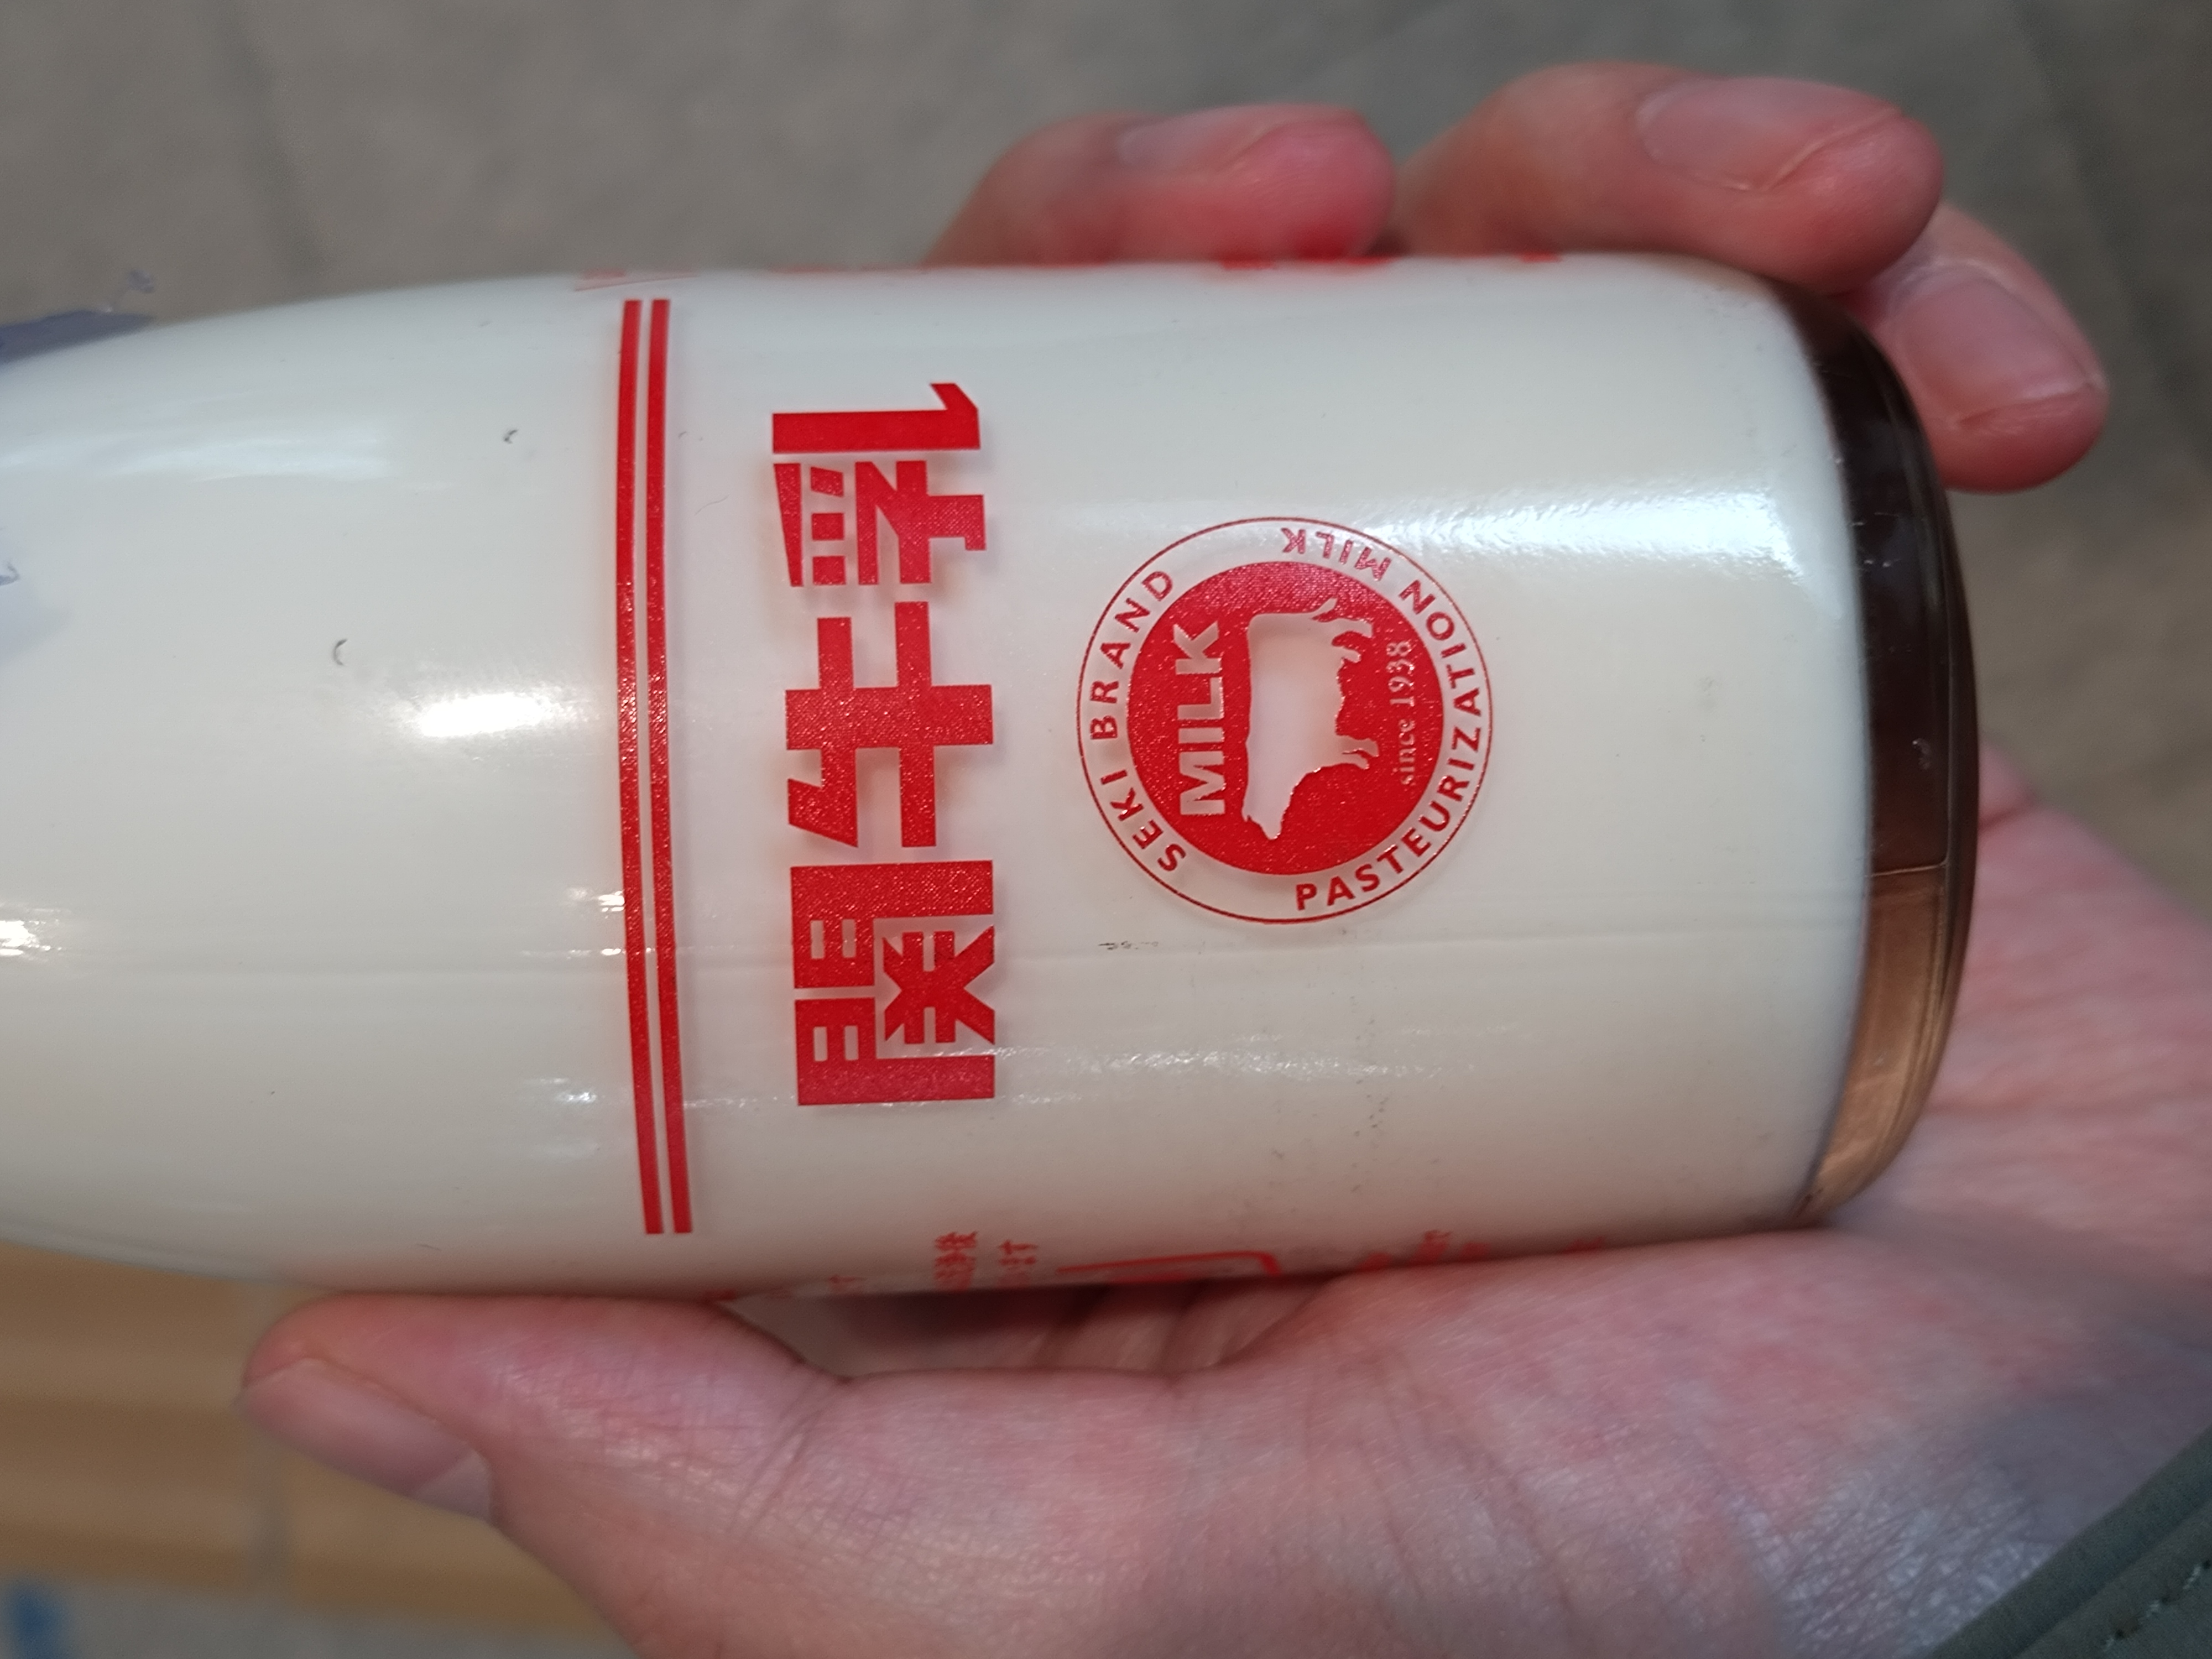 関牛乳
SEKI BRAND
MILK
since 1938
PASTEURIZATION MILK